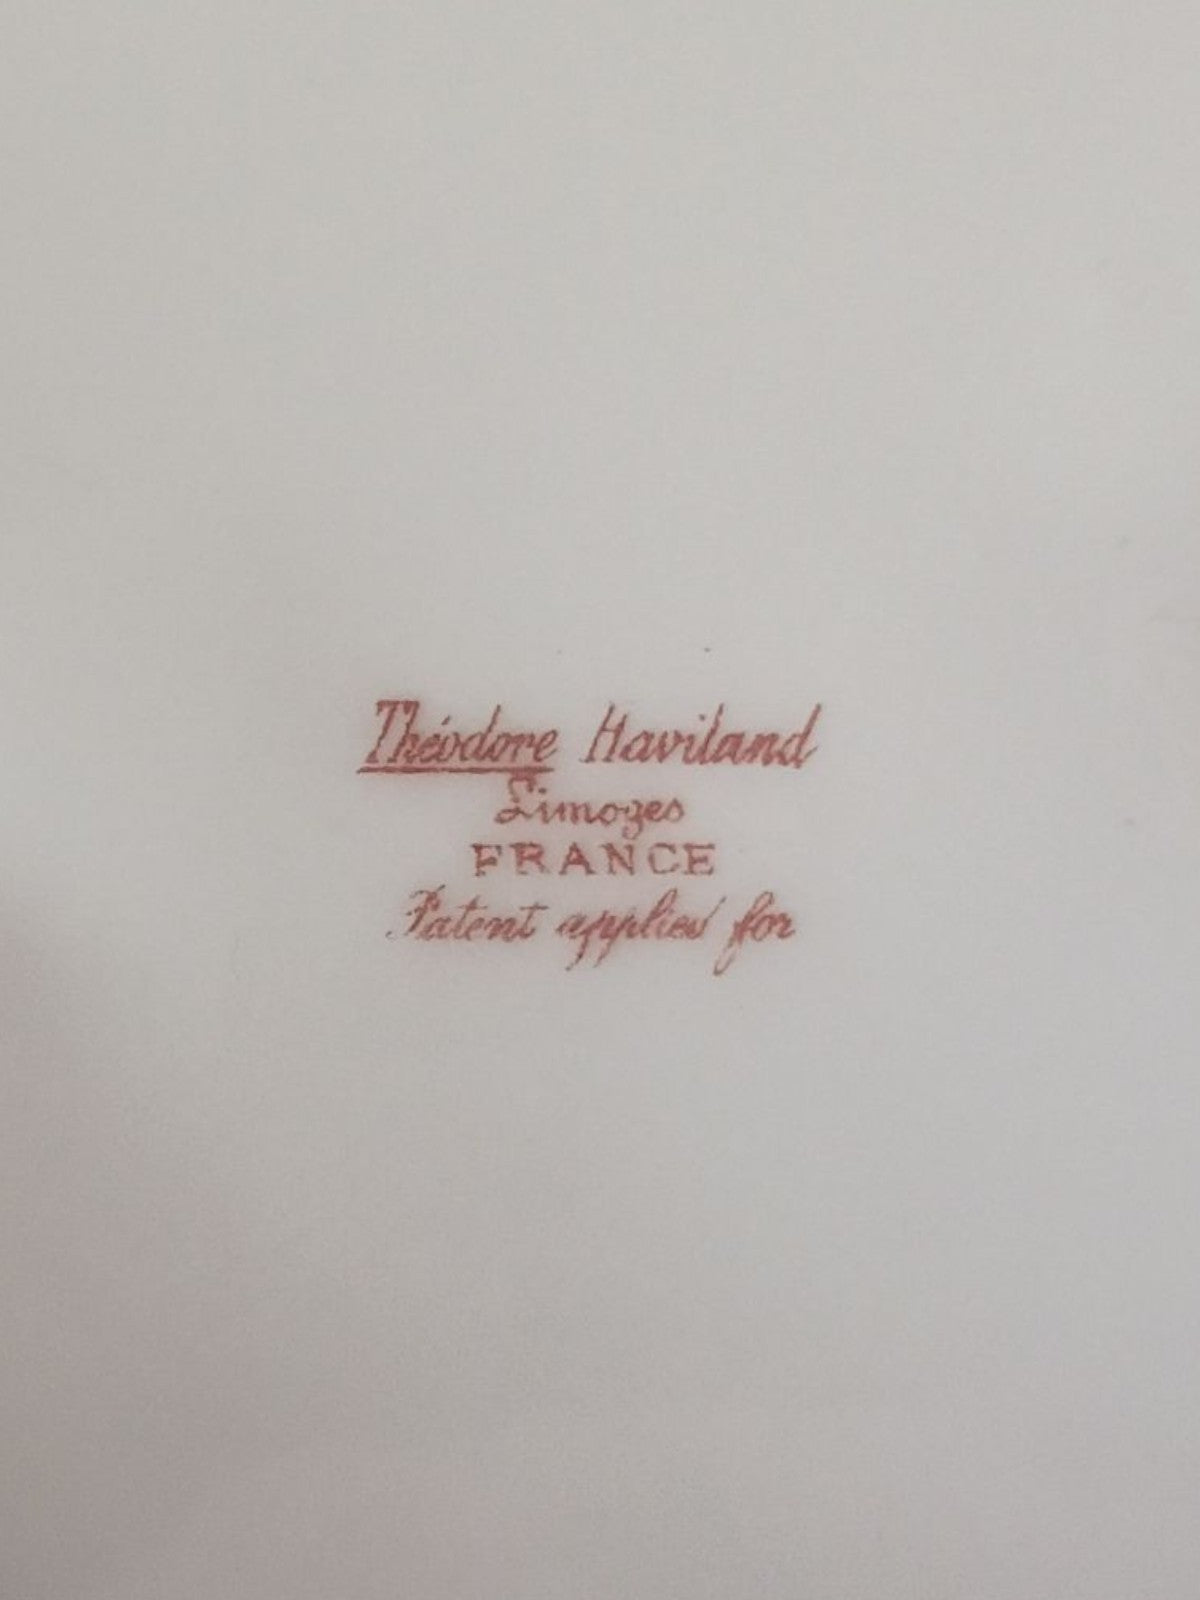 Théodore Haviland
Limoges
FRANCE
Patent applied for